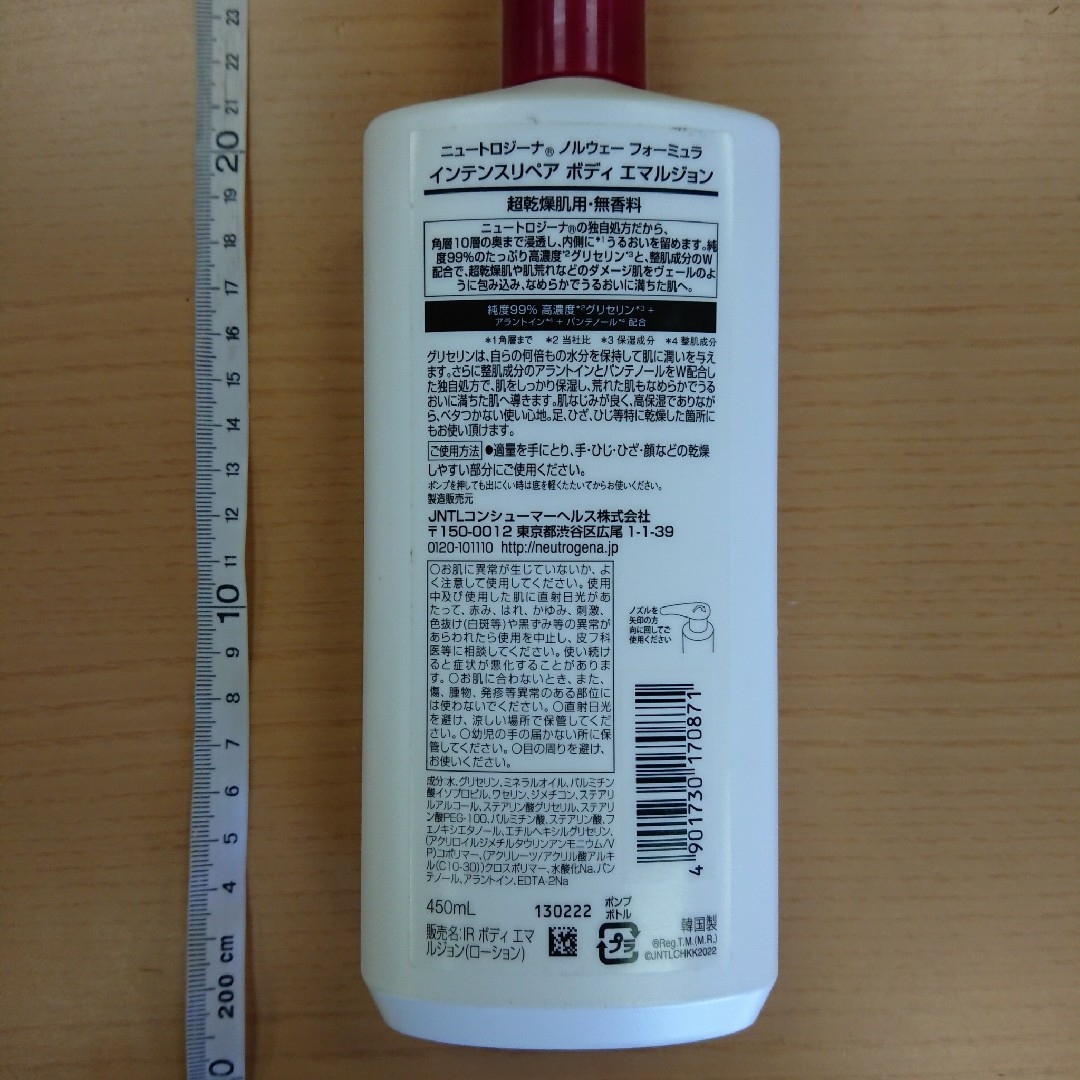 ニュートロジーナ® ノルウェー フォーミュラ
インテンスリペア ボディ エマルジョン
超乾燥肌用・無香料
ニュートロジーナ®の独自処方だから、
角層10層の奥まで浸透し、内側に*1うるおいを留めます。純
度99%のたっぷり高濃度*2グリセリン*3と、整肌成分のW
配合で、超乾燥肌や肌荒れなどのダメージ肌をヴェールのよ
うに包み込み、なめらかでうるおいに満ちた肌へ。
純度99% 高濃度*2グリセリン*3 +
アラントイン*4 + パンテノール*4 配合
*1角層まで *2 当社比 *3 保湿成分 *4 整肌成分
グリセリンは、自らの何倍もの水分を保持して肌に潤いを与え
ます。さらに整肌成分のアラントインとパンテノールをW配合し
た独自処方で、肌をしっかり保湿し、荒れた肌もなめらかでうる
おいに満ちた肌へ導きます。肌なじみが良く、高保湿でありなが
ら、ベタつかない使い心地。足、ひざ、ひじ等特に乾燥した箇所に
もお使い頂けます。
ご使用方法 ●適量を手にとり、手・ひじ・ひざ・顔などの乾燥
しやすい部分にご使用ください。
ポンプを押しても出にくい時は底を軽くたたいてからお使いください。
製造販売元
JNTLコンシューマーヘルス株式会社
〒150-0012 東京都渋谷区広尾 1-1-39
0120-101110 http://neutrogena.jp
〇お肌に異常が生じていないか、よ
く注意して使用してください。使用
中及び使用した肌に直射日光があ
たって、赤み、はれ、かゆみ、刺激、
色抜け(白斑等)や黒ずみ等の異常が
あらわれたら使用を中止し、皮フ科
医等に相談してください。使い続け
ると症状が悪化することがありま
す。〇お肌に合わないとき、また、
傷、腫物、発疹等異常のある部位に
は使わないでください。〇直射日光
を避け、涼しい場所で保管してくだ
さい。〇幼児の手の届かない所に保
管してください。〇目の周りを避け、
お使いください。
ノズルを
矢印の方
向に回してご
使用ください
4 901730 170871
成分:水、グリセリン、ミネラルオイル、パルミチン
酸イソプロピル、ワセリン、ジメチコン、ステアリ
ルアルコール、ステアリン酸グリセリル、ステアリ
ン酸PEG-100、パルミチン酸、ステアリン酸、フ
ェノキシエタノール、エチルヘキシルグリセリン、
(アクリロイルジメチルタウリンアンモニウム/V
P)コポリマー、(アクリレーツ/アクリル酸アルキ
ル(C10-30))クロスポリマー、水酸化Na、パン
テノール、アラントイン、EDTA-2Na
450mL 130222
ポンプ
ボトル
プラ
販売名:IR ボディ エマ
ルジョン(ローション)
韓国製
®Reg.T.M.(M.R.)
©JNTLCHKK2022
23
22
21
20
19
18
17
16
15
14
13
12
11
10
9
8
7
6
5
4
200 cm
0